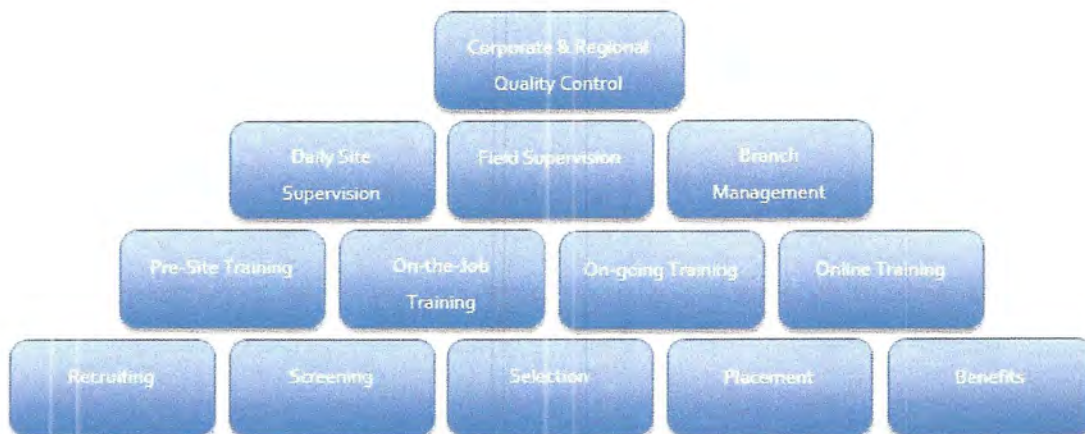 Corporate & Regional
Quality Control
Daily Site
Supervision
Field Supervision
Branch
Management
Pre-Site Training
On-the-Job
Training
On-going Training
Online Training
Recruiting
Screening
Selection
Placement
Benefits